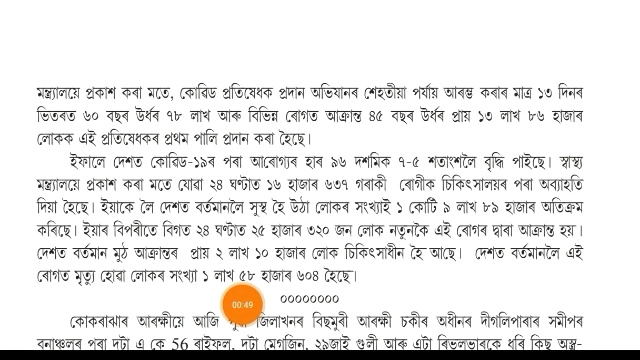 মন্ত্ৰ্যালয়ে প্ৰকাশ কৰা মতে, কোৱিড প্ৰতিষেধক প্ৰদান অভিযানৰ শেহতীয়া পৰ্যায় আৰম্ভ কৰাৰ মাত্ৰ ১৩ দিনৰ
ভিতৰত ৬০ বছৰ উৰ্ধৰ ৭৮ লাখ আৰু বিভিন্ন ৰোগত আক্ৰান্ত ৪৫ বছৰ উৰ্ধৰ প্ৰায় ১৩ লাখ ৮৬ হাজাৰ
লোকক এই প্ৰতিষেধকৰ প্ৰথম পালি প্ৰদান কৰা হৈছে।
ইফালে দেশত কোৱিড-১৯ৰ পৰা আৰোগ্যৰ হাৰ ৯৬ দশমিক ৭-৫ শতাংশলৈ বৃদ্ধি পাইছে। স্বাস্থ্য
মন্ত্ৰ্যালয়ে প্ৰকাশ কৰা মতে যোৱা ২৪ ঘণ্টাত ১৬ হাজাৰ ৬৩৭ গৰাকী ৰোগীক চিকিৎসালয়ৰ পৰা অব্যাহতি
দিয়া হৈছে। ইয়াকে লৈ দেশত বৰ্তমানলৈ সুস্থ হৈ উঠা লোকৰ সংখ্যাই ১ কোটি ৯ লাখ ৮৯ হাজাৰ অতিক্ৰম
কৰিছে। ইয়াৰ বিপৰীতে বিগত ২৪ ঘণ্টাত ২৫ হাজাৰ ৩২০ জন লোক নতুনকৈ এই ৰোগৰ দ্বাৰা আক্ৰান্ত হয়।
দেশত বৰ্তমান মুঠ আক্ৰান্তৰ প্ৰায় ২ লাখ ১০ হাজাৰ লোক চিকিৎসাধীন হৈ আছে। দেশত বৰ্তমানলৈ এই
ৰোগত মৃত্যু হোৱা লোকৰ সংখ্যা ১ লাখ ৫৮ হাজাৰ ৬০৪ হৈছে।
00:49
০০০০০০০০
কোকৰাঝাৰ আৰক্ষীয়ে আজি জিলাখনৰ বিছমুৰী আৰক্ষী চকীৰ অধীনৰ দীগলিপাৰাৰ সমীপৰ
বনাঞ্চলৰ পৰা দুটা এ কে 56 ৰাইফল, দুটা মেগজিন, ২৯জাই গুলী আৰু এটা ৰিভলভাৰকে ধৰি কিছু অস্ত্ৰ-